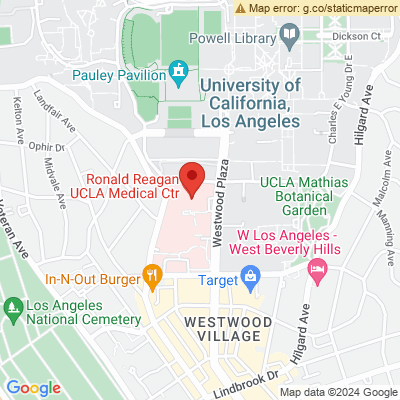 Map error: g.co/staticmaperror
Dickson Ct
Powell Library
Pauley Pavilion
University of
California,
Los Angeles
Charles E Young Dr E
Hilgard Ave
Kelton Ave
Landfair Ave
Ophir Dr
Midvale Ave
Malcolm Ave
Manning Ave
Ronald Reagan
UCLA Medical Ctr
Westwood Plaza
UCLA Mathias
Botanical
Garden
W Los Angeles -
West Beverly Hills
Veteran Ave
In-N-Out Burger
Target
Los Angeles
National Cemetery
WESTWOOD
VILLAGE
Hilgard Ave
Lindbrook Dr
Google
Map data ©2024 Google